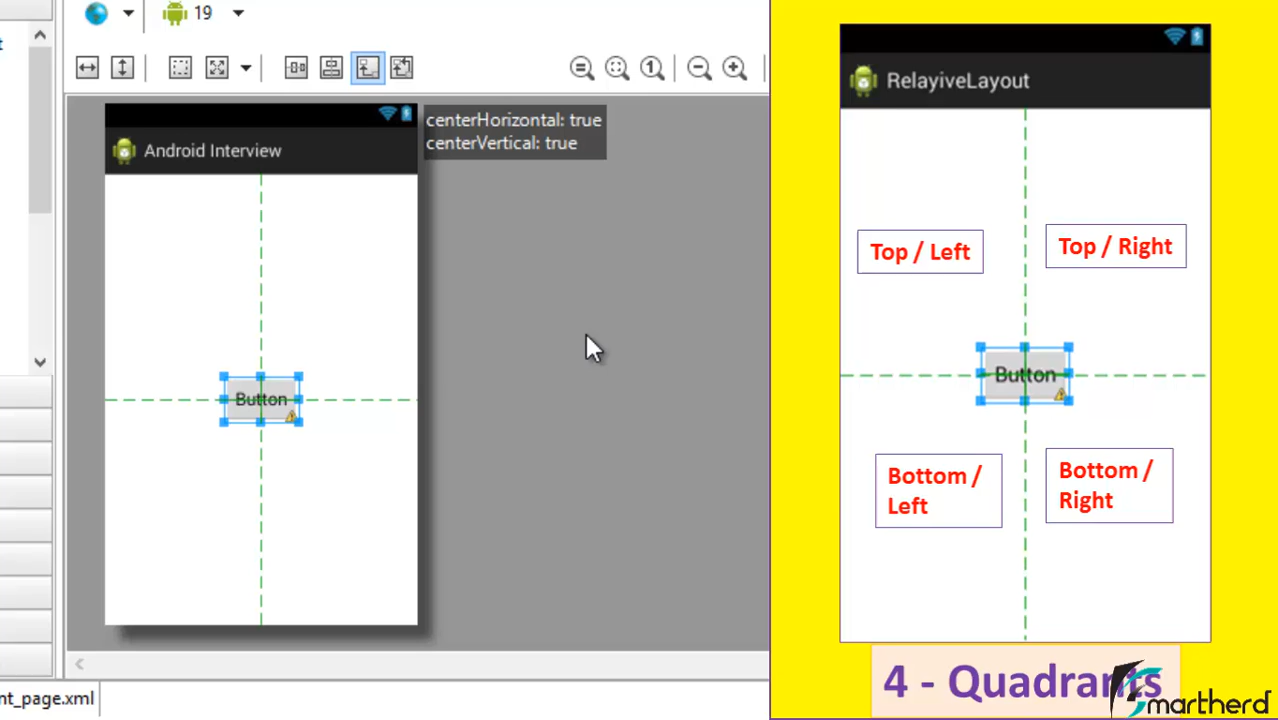 19
centerHorizontal: true
centerVertical: true
Android Interview
Button
nt_page.xml
RelayiveLayout
Top / Left
Top / Right
Button
Bottom /
Left
Bottom /
Right
4 - Quadrants
Smartherd